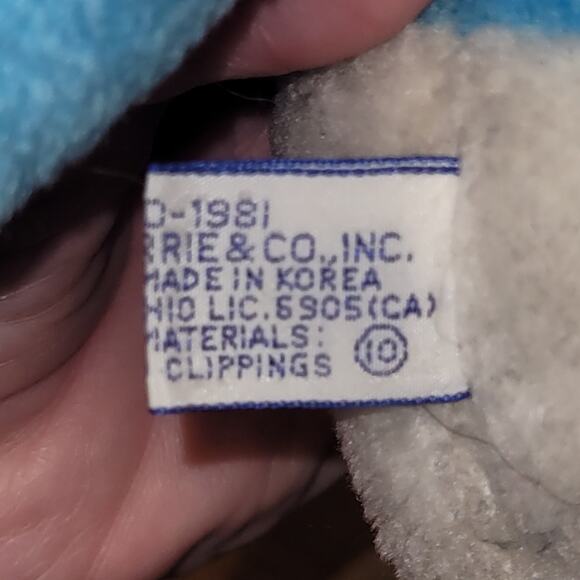 -1981
RRIE & CO., INC.
MADE IN KOREA
HIO LIC. 6905(CA)
MATERIALS:
CLIPPINGS 10